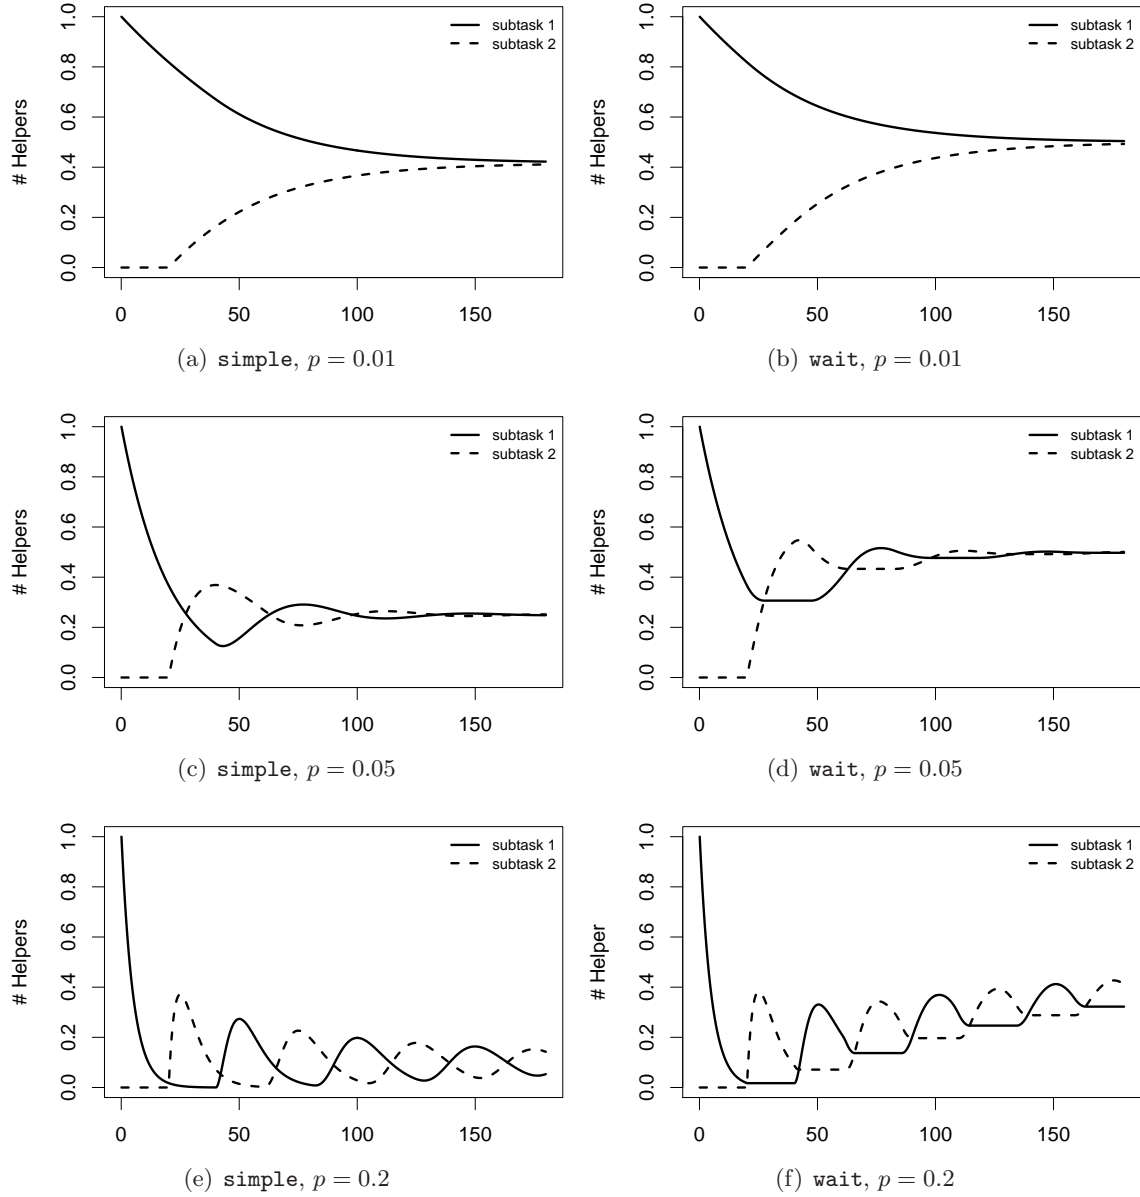 subtask 1
subtask 2
# Helpers
0.0 0.2 0.4 0.6 0.8 1.0
0 50 100 150
(a) simple, p = 0.01
subtask 1
subtask 2
# Helpers
0.0 0.2 0.4 0.6 0.8 1.0
0 50 100 150
(b) wait, p = 0.01
subtask 1
subtask 2
# Helpers
0.0 0.2 0.4 0.6 0.8 1.0
0 50 100 150
(c) simple, p = 0.05
subtask 1
subtask 2
# Helpers
0.0 0.2 0.4 0.6 0.8 1.0
0 50 100 150
(d) wait, p = 0.05
subtask 1
subtask 2
# Helpers
0.0 0.2 0.4 0.6 0.8 1.0
0 50 100 150
(e) simple, p = 0.2
subtask 1
subtask 2
# Helper
0.0 0.2 0.4 0.6 0.8 1.0
0 50 100 150
(f) wait, p = 0.2